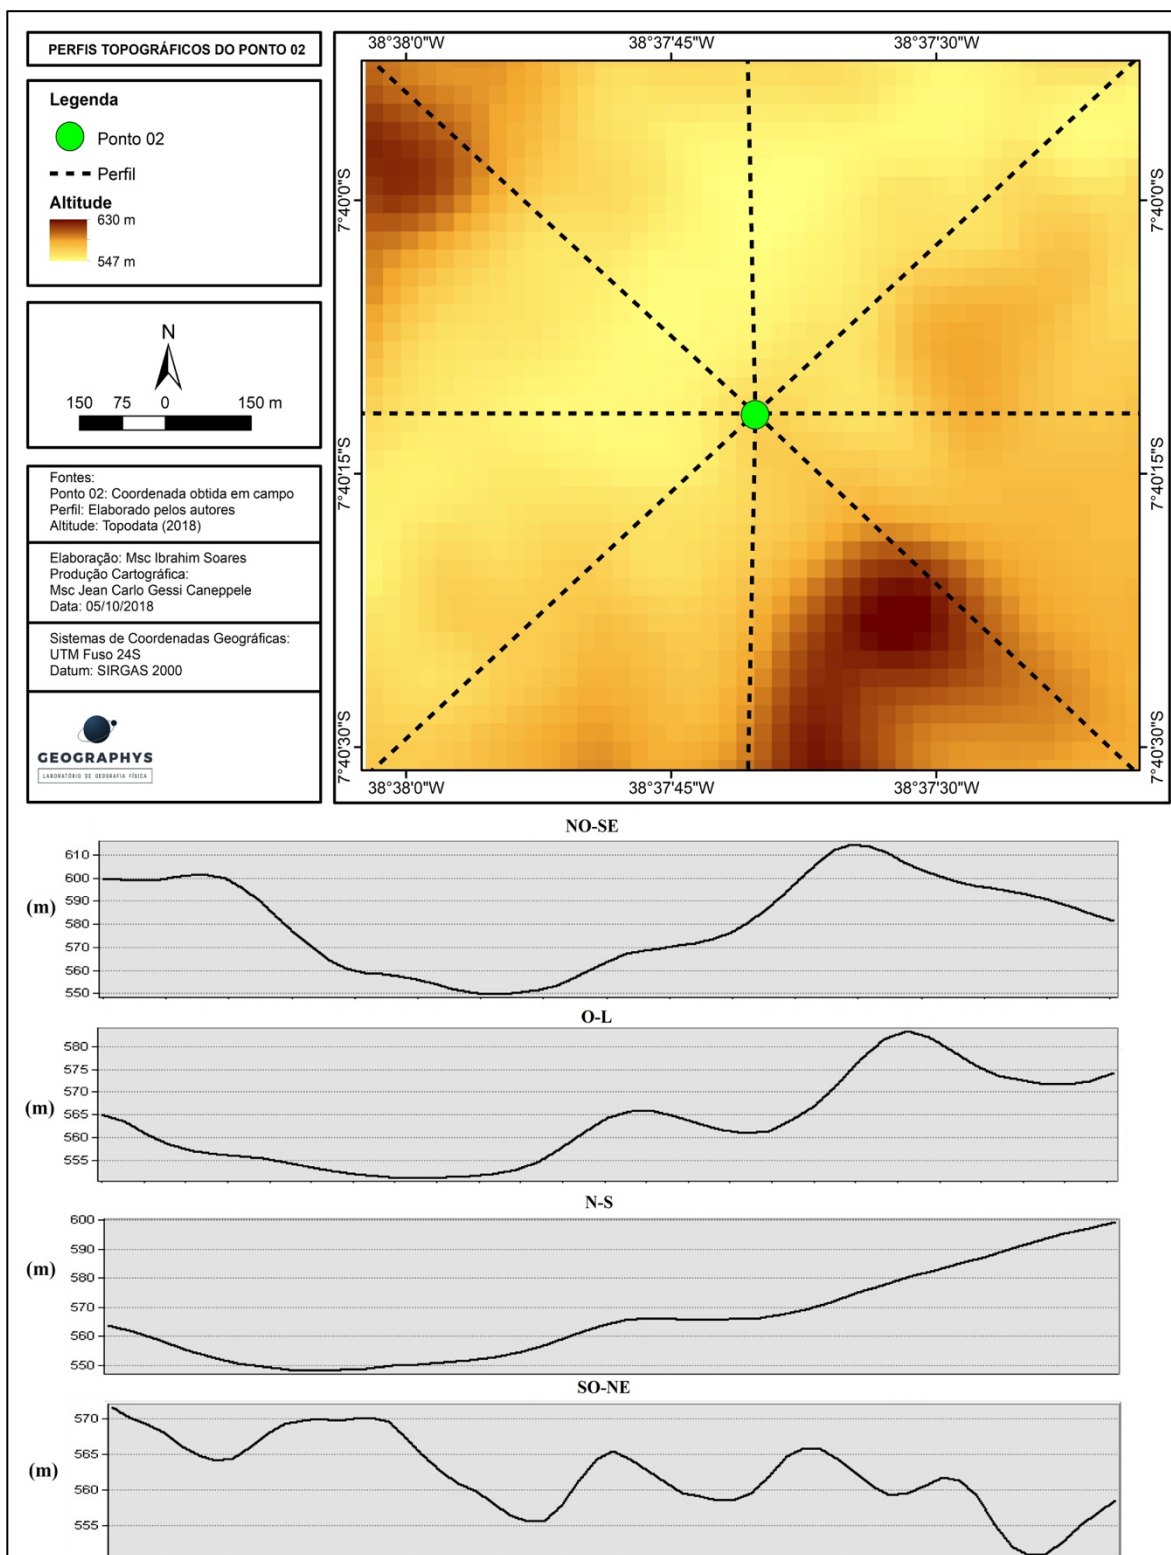 PERFIS TOPOGRÁFICOS DO PONTO 02
Legenda
Ponto 02
Perfil
Altitude
630 m
547 m
N
150 75 0 150 m
Fontes:
Ponto 02: Coordenada obtida em campo
Perfil: Elaborado pelos autores
Altitude: Topodata (2018)
Elaboração: Msc Ibrahim Soares
Produção Cartográfica:
Msc Jean Carlo Gessi Caneppele
Data: 05/10/2018
Sistemas de Coordenadas Geográficas:
UTM Fuso 24S
Datum: SIRGAS 2000
GEOGRAPHYS
LABORATÓRIO DE GEOGRAFIA FÍSICA
38°38'0"W 38°37'45"W 38°37'30"W
7°40'0"S 7°40'0"S
7°40'15"S 7°40'15"S
7°40'30"S 7°40'30"S
38°38'0"W 38°37'45"W 38°37'30"W
NO-SE
610
600
(m)
590
580
570
560
550
O-L
580
575
570
(m)
565
560
555
N-S
600
590
(m)
580
570
560
550
SO-NE
570
565
(m)
560
555